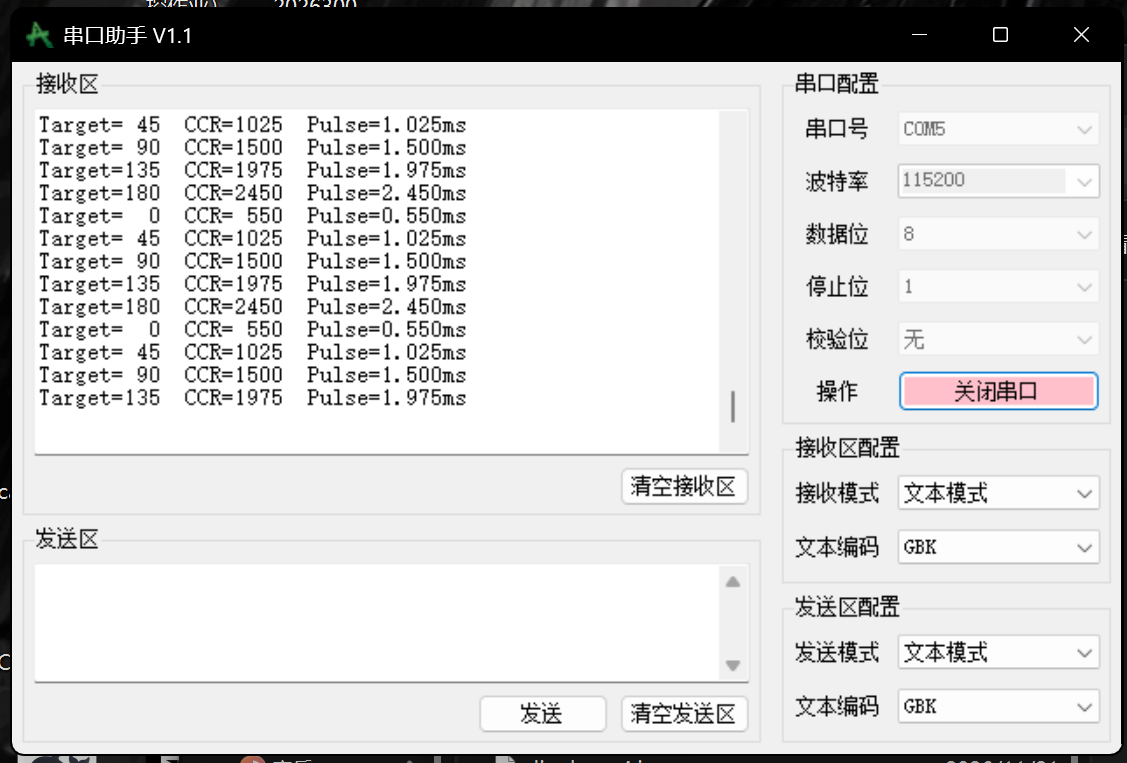 串口助手 V1.1
接收区
Target= 45  CCR=1025  Pulse=1.025ms
Target= 90  CCR=1500  Pulse=1.500ms
Target=135  CCR=1975  Pulse=1.975ms
Target=180  CCR=2450  Pulse=2.450ms
Target=  0  CCR= 550  Pulse=0.550ms
Target= 45  CCR=1025  Pulse=1.025ms
Target= 90  CCR=1500  Pulse=1.500ms
Target=135  CCR=1975  Pulse=1.975ms
Target=180  CCR=2450  Pulse=2.450ms
Target=  0  CCR= 550  Pulse=0.550ms
Target= 45  CCR=1025  Pulse=1.025ms
Target= 90  CCR=1500  Pulse=1.500ms
Target=135  CCR=1975  Pulse=1.975ms
清空接收区
发送区
发送
清空发送区
串口配置
串口号 COM5
波特率 115200
数据位 8
停止位 1
校验位 无
操作 关闭串口
接收区配置
接收模式 文本模式
文本编码 GBK
发送区配置
发送模式 文本模式
文本编码 GBK